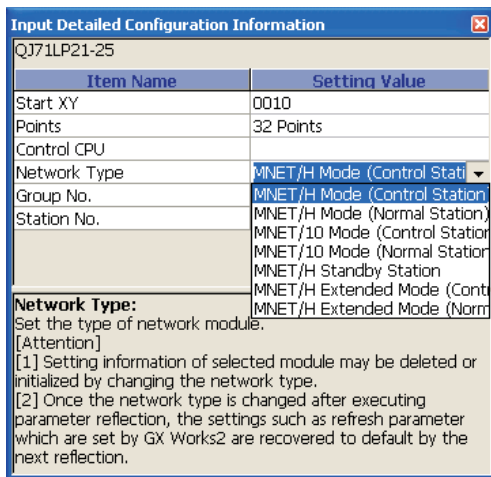 Input Detailed Configuration Information
QJ71LP21-25
Item Name Setting Value
Start XY 0010
Points 32 Points
Control CPU
Network Type MNET/H Mode (Control Stati
Group No.
Station No.
MNET/H Mode (Control Station
MNET/H Mode (Normal Station)
MNET/10 Mode (Control Station
MNET/10 Mode (Normal Station
MNET/H Standby Station
MNET/H Extended Mode (Contr
MNET/H Extended Mode (Norm
Network Type:
Set the type of network module.
[Attention]
[1] Setting information of selected module may be deleted or
initialized by changing the network type.
[2] Once the network type is changed after executing
parameter reflection, the settings such as refresh parameter
which are set by GX Works2 are recovered to default by the
next reflection.